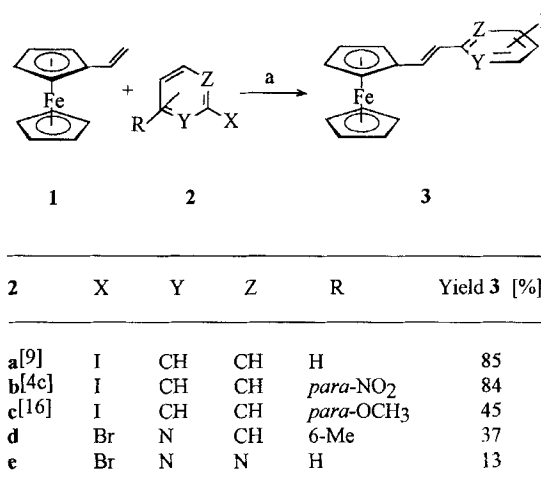 Fe
+
R
Z
Y
X
a
Z
Y
Fe
1 2 3
2 X Y Z R Yield 3 [%]
a[9] I CH CH H 85
b[4c] I CH CH para-NO2 84
c[16] I CH CH para-OCH3 45
d Br N CH 6-Me 37
e Br N N H 13